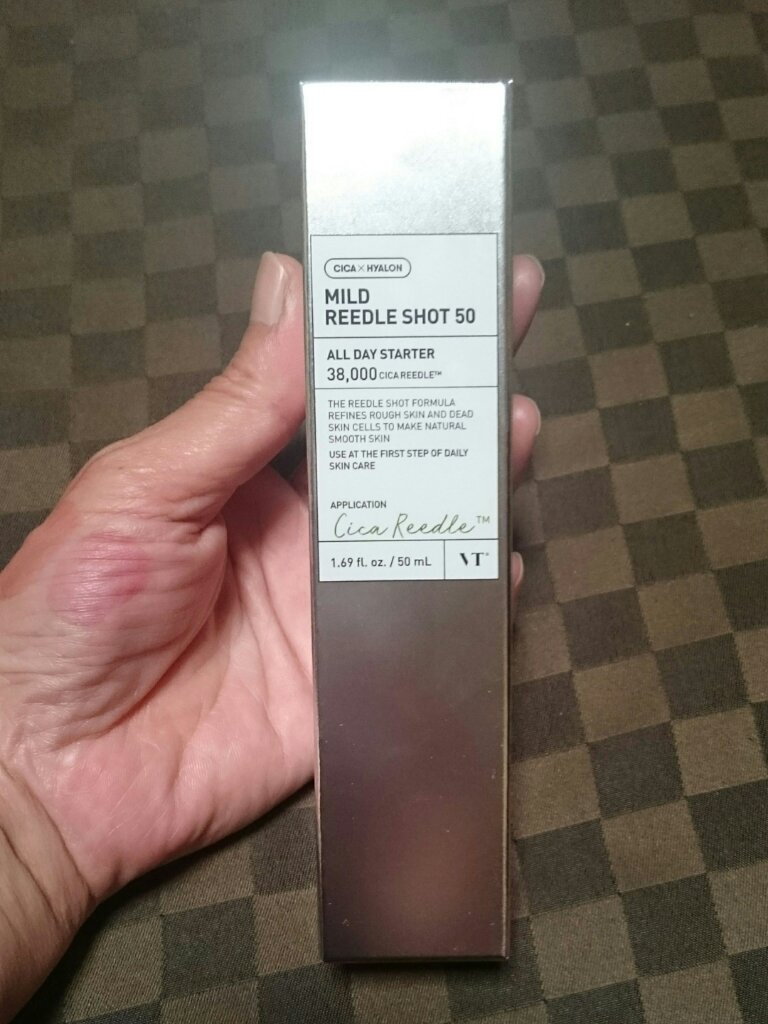 CICA×HYALON
MILD
REEDLE SHOT 50
ALL DAY STARTER
38,000 CICA REEDLE™
THE REEDLE SHOT FORMULA
REFINES ROUGH SKIN AND DEAD
SKIN CELLS TO MAKE NATURAL
SMOOTH SKIN
USE AT THE FIRST STEP OF DAILY
SKIN CARE
APPLICATION
Cica Reedle™
1.69 fl. oz. / 50 mL
VT®